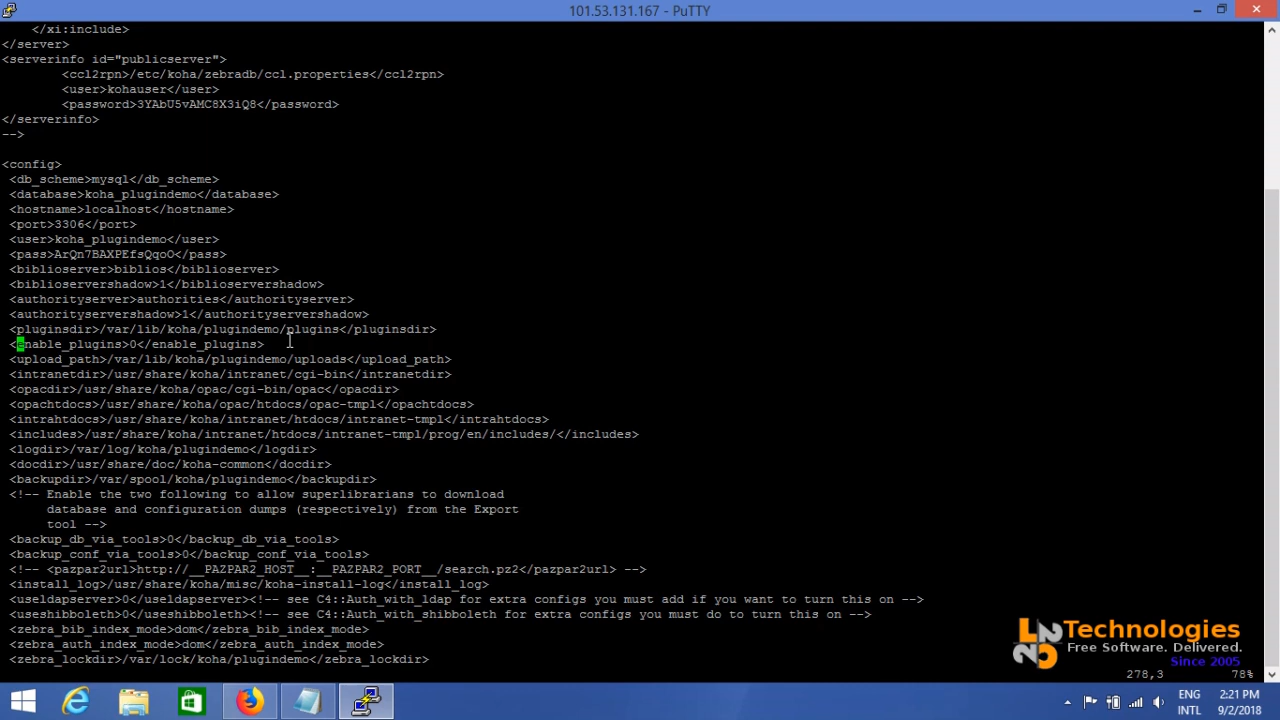 101.53.131.167 - PuTTY
</xi:include>
</server>
<serverinfo id="publicserver">
<ccl2rpn>/etc/koha/zebradb/ccl.properties</ccl2rpn>
<user>kohauser</user>
<password>3YAbU5vAMC8X3iQ8</password>
</serverinfo>
-->
<config>
<db_scheme>mysql</db_scheme>
<database>koha_plugindemo</database>
<hostname>localhost</hostname>
<port>3306</port>
<user>koha_plugindemo</user>
<pass>ArQn7BAXPEfsQqoO</pass>
<biblioserver>biblios</biblioserver>
<biblioservershadow>1</biblioservershadow>
<authorityserver>authorities</authorityserver>
<authorityservershadow>1</authorityservershadow>
<pluginsdir>/var/lib/koha/plugindemo/plugins</pluginsdir>
<enable_plugins>0</enable_plugins>
<upload_path>/var/lib/koha/plugindemo/uploads</upload_path>
<intranetdir>/usr/share/koha/intranet/cgi-bin</intranetdir>
<opacdir>/usr/share/koha/opac/cgi-bin/opac</opacdir>
<opachtdocs>/usr/share/koha/opac/htdocs/opac-tmpl</opachtdocs>
<intrahtdocs>/usr/share/koha/intranet/htdocs/intranet-tmpl</intrahtdocs>
<includes>/usr/share/koha/intranet/htdocs/intranet-tmpl/prog/en/includes/</includes>
<logdir>/var/log/koha/plugindemo</logdir>
<docdir>/usr/share/doc/koha-common</docdir>
<backupdir>/var/spool/koha/plugindemo</backupdir>
<!-- Enable the two following to allow superlibrarians to download
database and configuration dumps (respectively) from the Export
tool -->
<backup_db_via_tools>0</backup_db_via_tools>
<backup_conf_via_tools>0</backup_conf_via_tools>
<!-- <pazpar2url>http://__PAZPAR2_HOST__:__PAZPAR2_PORT__/search.pz2</pazpar2url> -->
<install_log>/usr/share/koha/misc/koha-install-log</install_log>
<useldapserver>0</useldapserver><!-- see C4::Auth_with_ldap for extra configs you must add if you want to turn this on -->
<useshibboleth>0</useshibboleth><!-- see C4::Auth_with_shibboleth for extra configs you must do to turn this on -->
<zebra_bib_index_mode>dom</zebra_bib_index_mode>
<zebra_auth_index_mode>dom</zebra_auth_index_mode>
<zebra_lockdir>/var/lock/koha/plugindemo</zebra_lockdir>
L2C2 Technologies
Free Software. Delivered.
Since 2005
278,3 78%
ENG 2:21 PM
INTL 9/2/2018